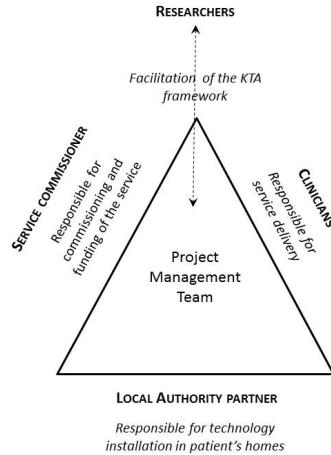 RESEARCHERS
Facilitation of the KTA
framework
SERVICE COMMISSIONER
Responsible for
commissioning and
funding of the service
CLINICIANS
Responsible for
service delivery
Project
Management
Team
LOCAL AUTHORITY PARTNER
Responsible for technology
installation in patient's homes